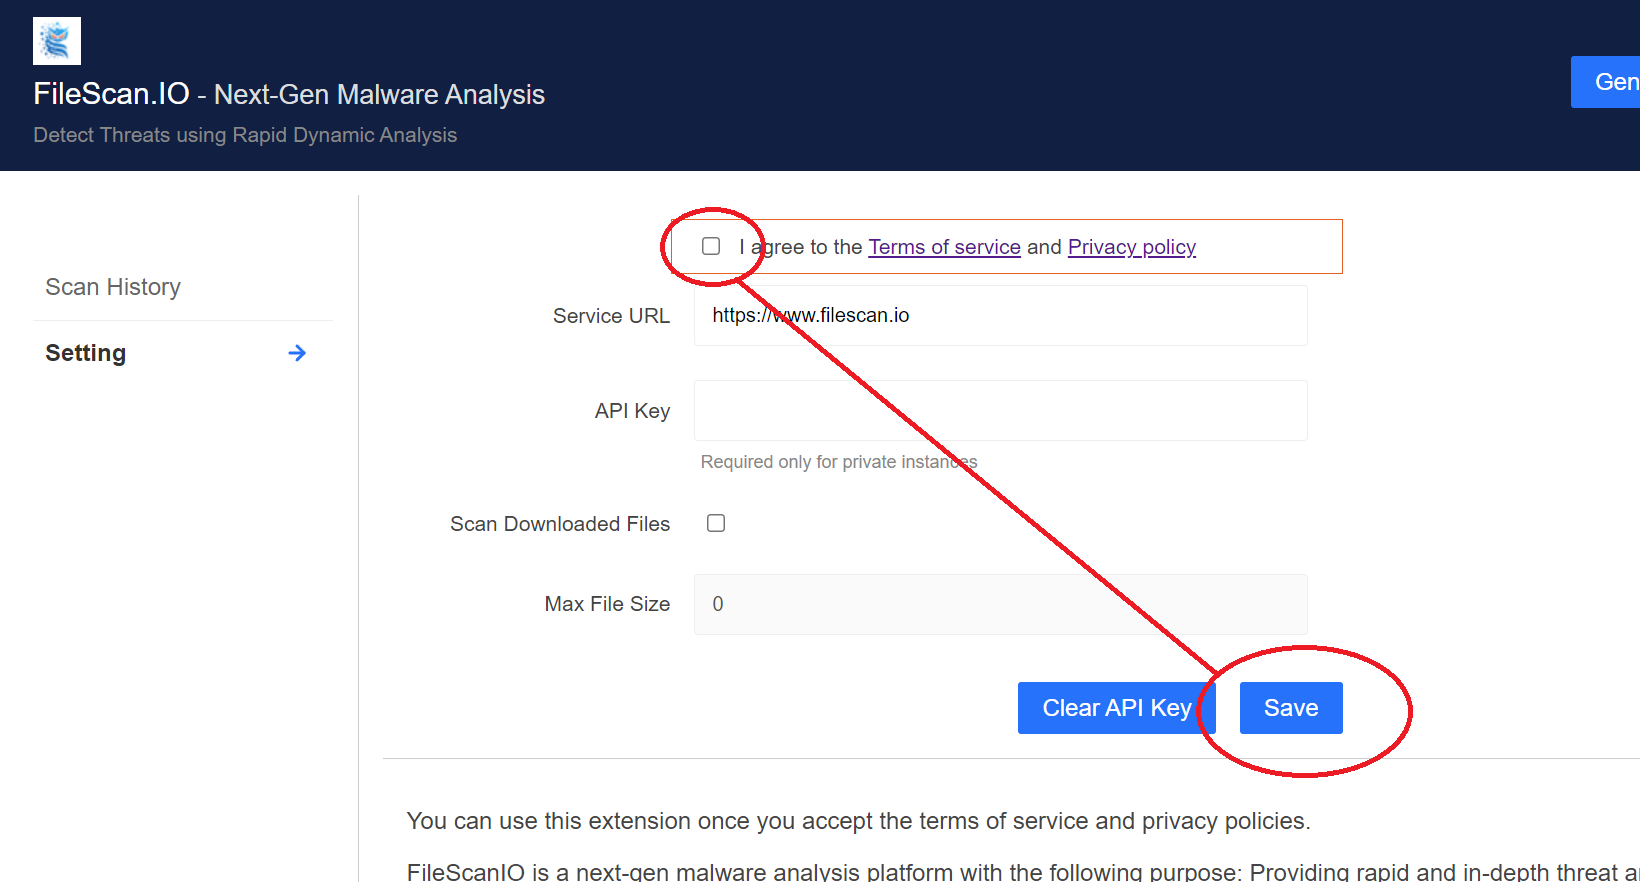 FileScan.IO - Next-Gen Malware Analysis
Detect Threats using Rapid Dynamic Analysis
Gen
Scan History
Setting
I agree to the Terms of service and Privacy policy
Service URL
https://www.filescan.io
API Key
Required only for private instances
Scan Downloaded Files
Max File Size
0
Clear API Key
Save
You can use this extension once you accept the terms of service and privacy policies.
FileScanIO is a next-gen malware analysis platform with the following purpose: Providing rapid and in-depth threat